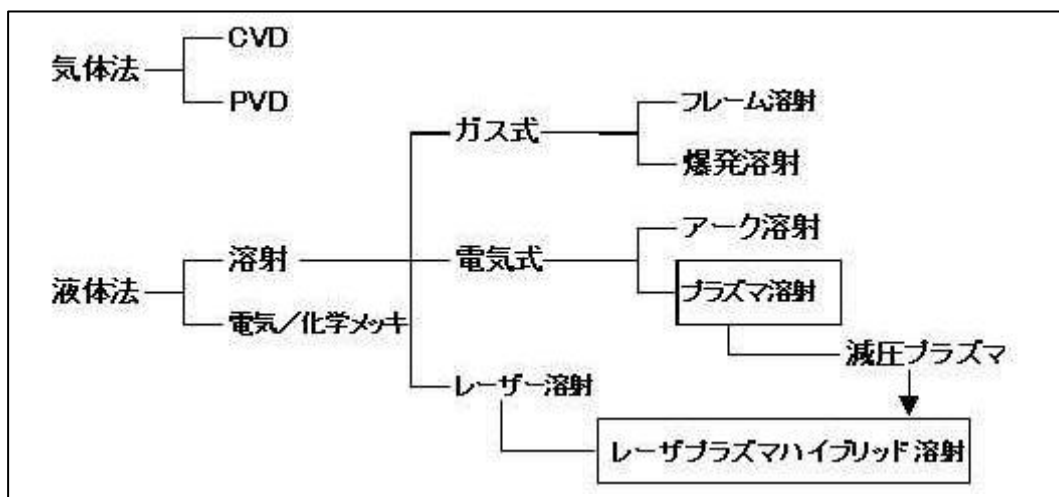 気体法
CVD
PVD
ガス式
フレーム溶射
爆発溶射
液体法
溶射
電気／化学メッキ
電気式
アーク溶射
プラズマ溶射
減圧プラズマ
レーザー溶射
レーザプラズマハイブリッド溶射